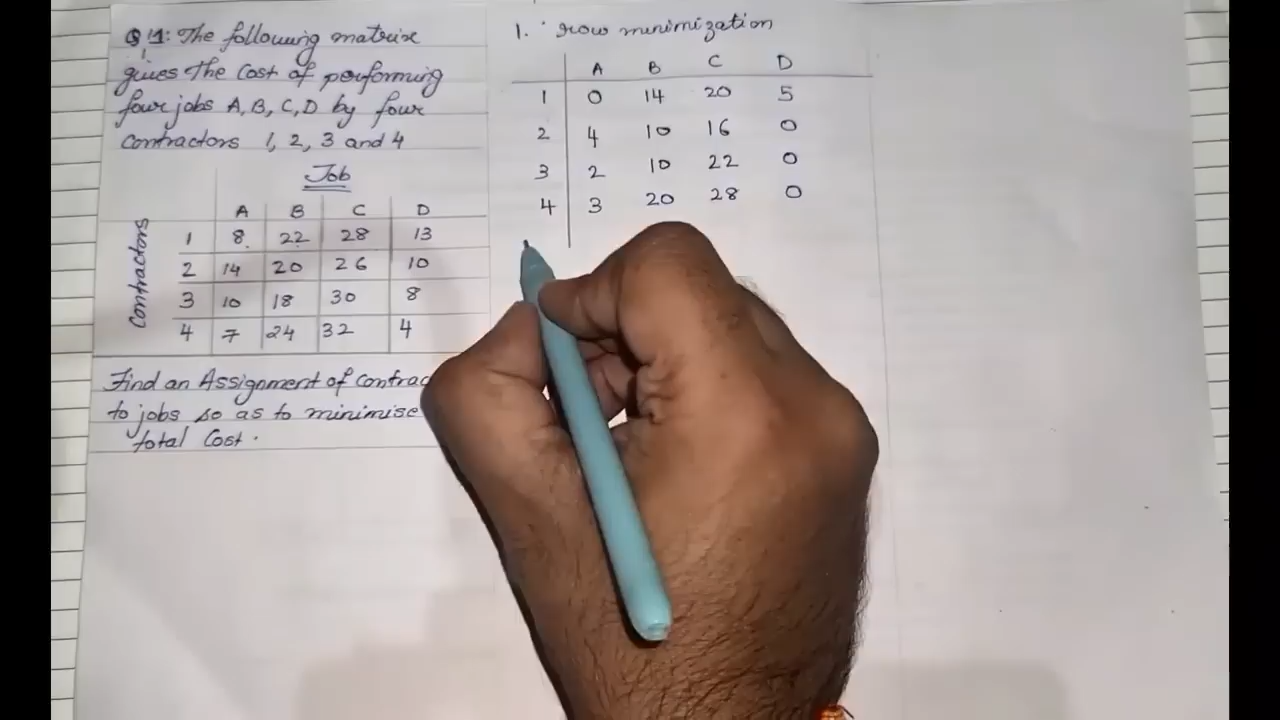 Q 1: The following matrix
gives the cost of performing
four jobs A, B, C, D by four
contractors 1, 2, 3 and 4
Job
A B C D
Contractors
1 8 22 28 13
2 14 20 26 10
3 10 18 30 8
4 7 24 32 4
Find an Assignment of contrac
to jobs so as to minimise
total cost.
1. row minimization
A B C D
1 0 14 20 5
2 4 10 16 0
3 2 10 22 0
4 3 20 28 0